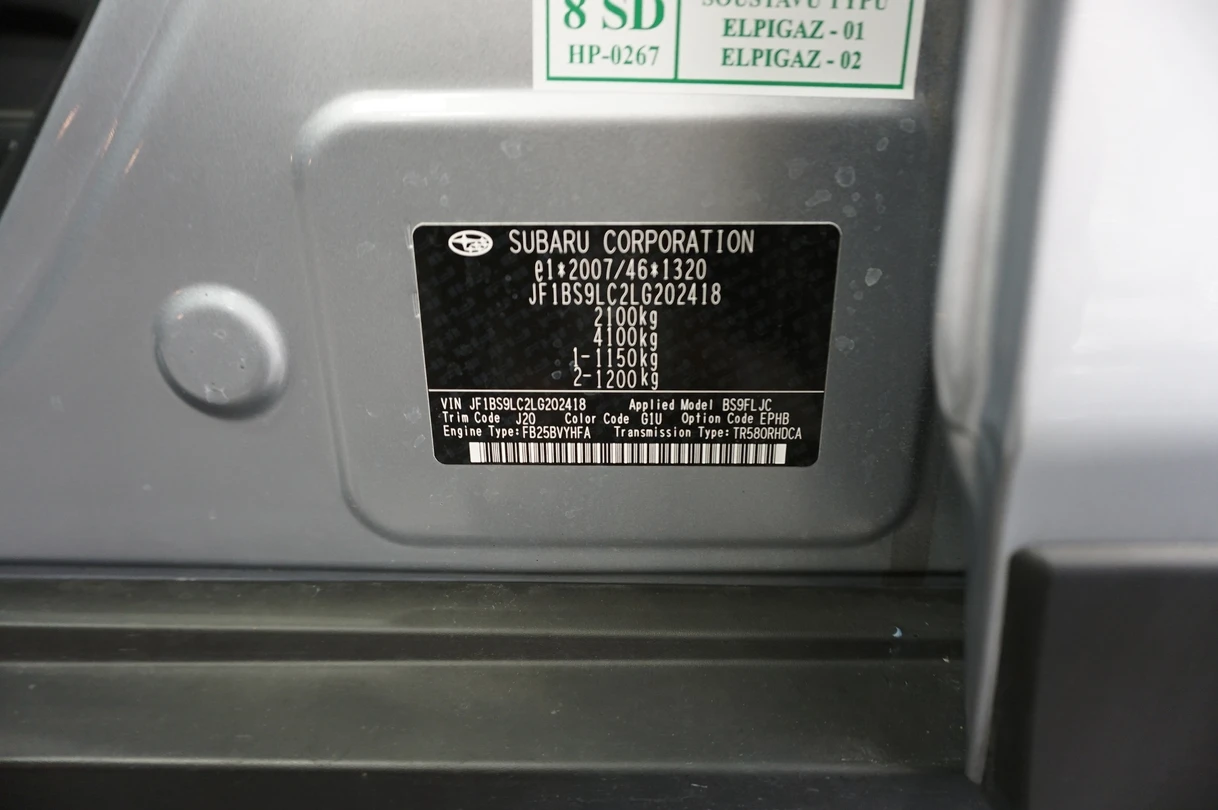 8 SD
HP-0267
SOUSTAVU TYPU
ELPIGAZ - 01
ELPIGAZ - 02
SUBARU CORPORATION
e1*2007/46*1320
JF1BS9LC2LG202418
2100kg
4100kg
1-1150kg
2-1200kg
VIN JF1BS9LC2LG202418 Applied Model BS9FLJC
Trim Code J20 Color Code G1U Option Code EPHB
Engine Type:FB25BVYHFA Transmission Type:TR580RHDCA